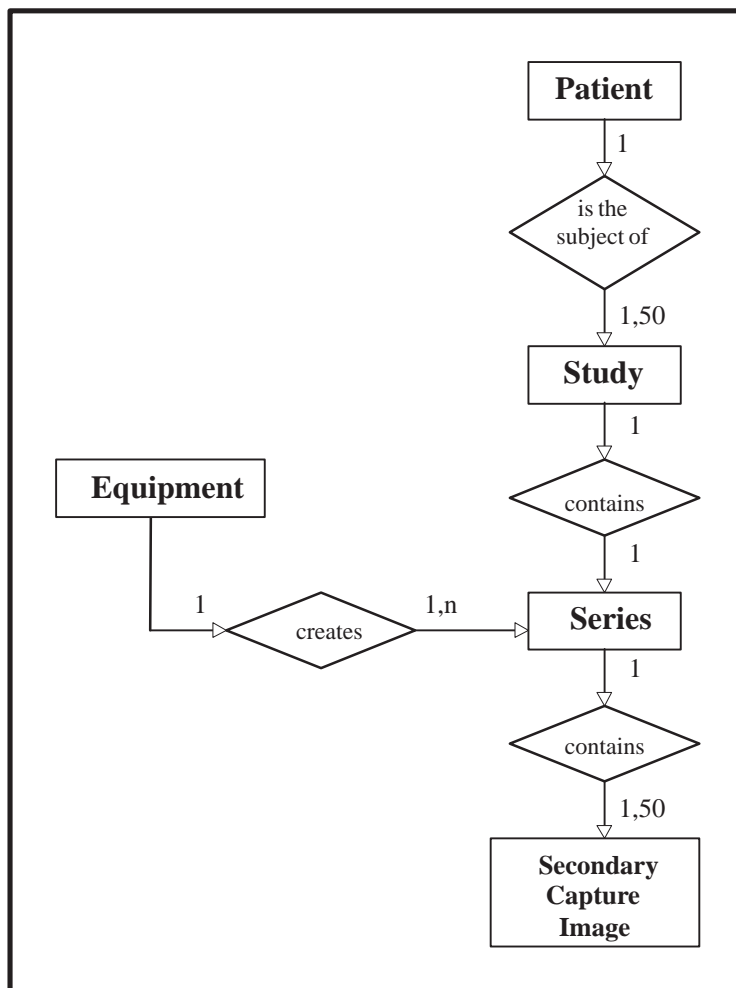 Patient
1
is the
subject of
1,50
Study
1
contains
1
Equipment
1
creates
1,n
Series
1
contains
1,50
Secondary
Capture
Image